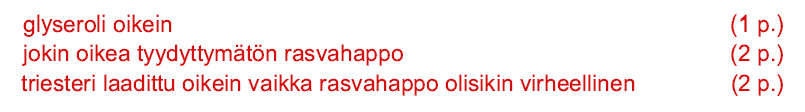 glyseroli oikein (1 p.)
jokin oikea tyydyttymätön rasvahappo (2 p.)
triesteri laadittu oikein vaikka rasvahappo olisikin virheellinen (2 p.)